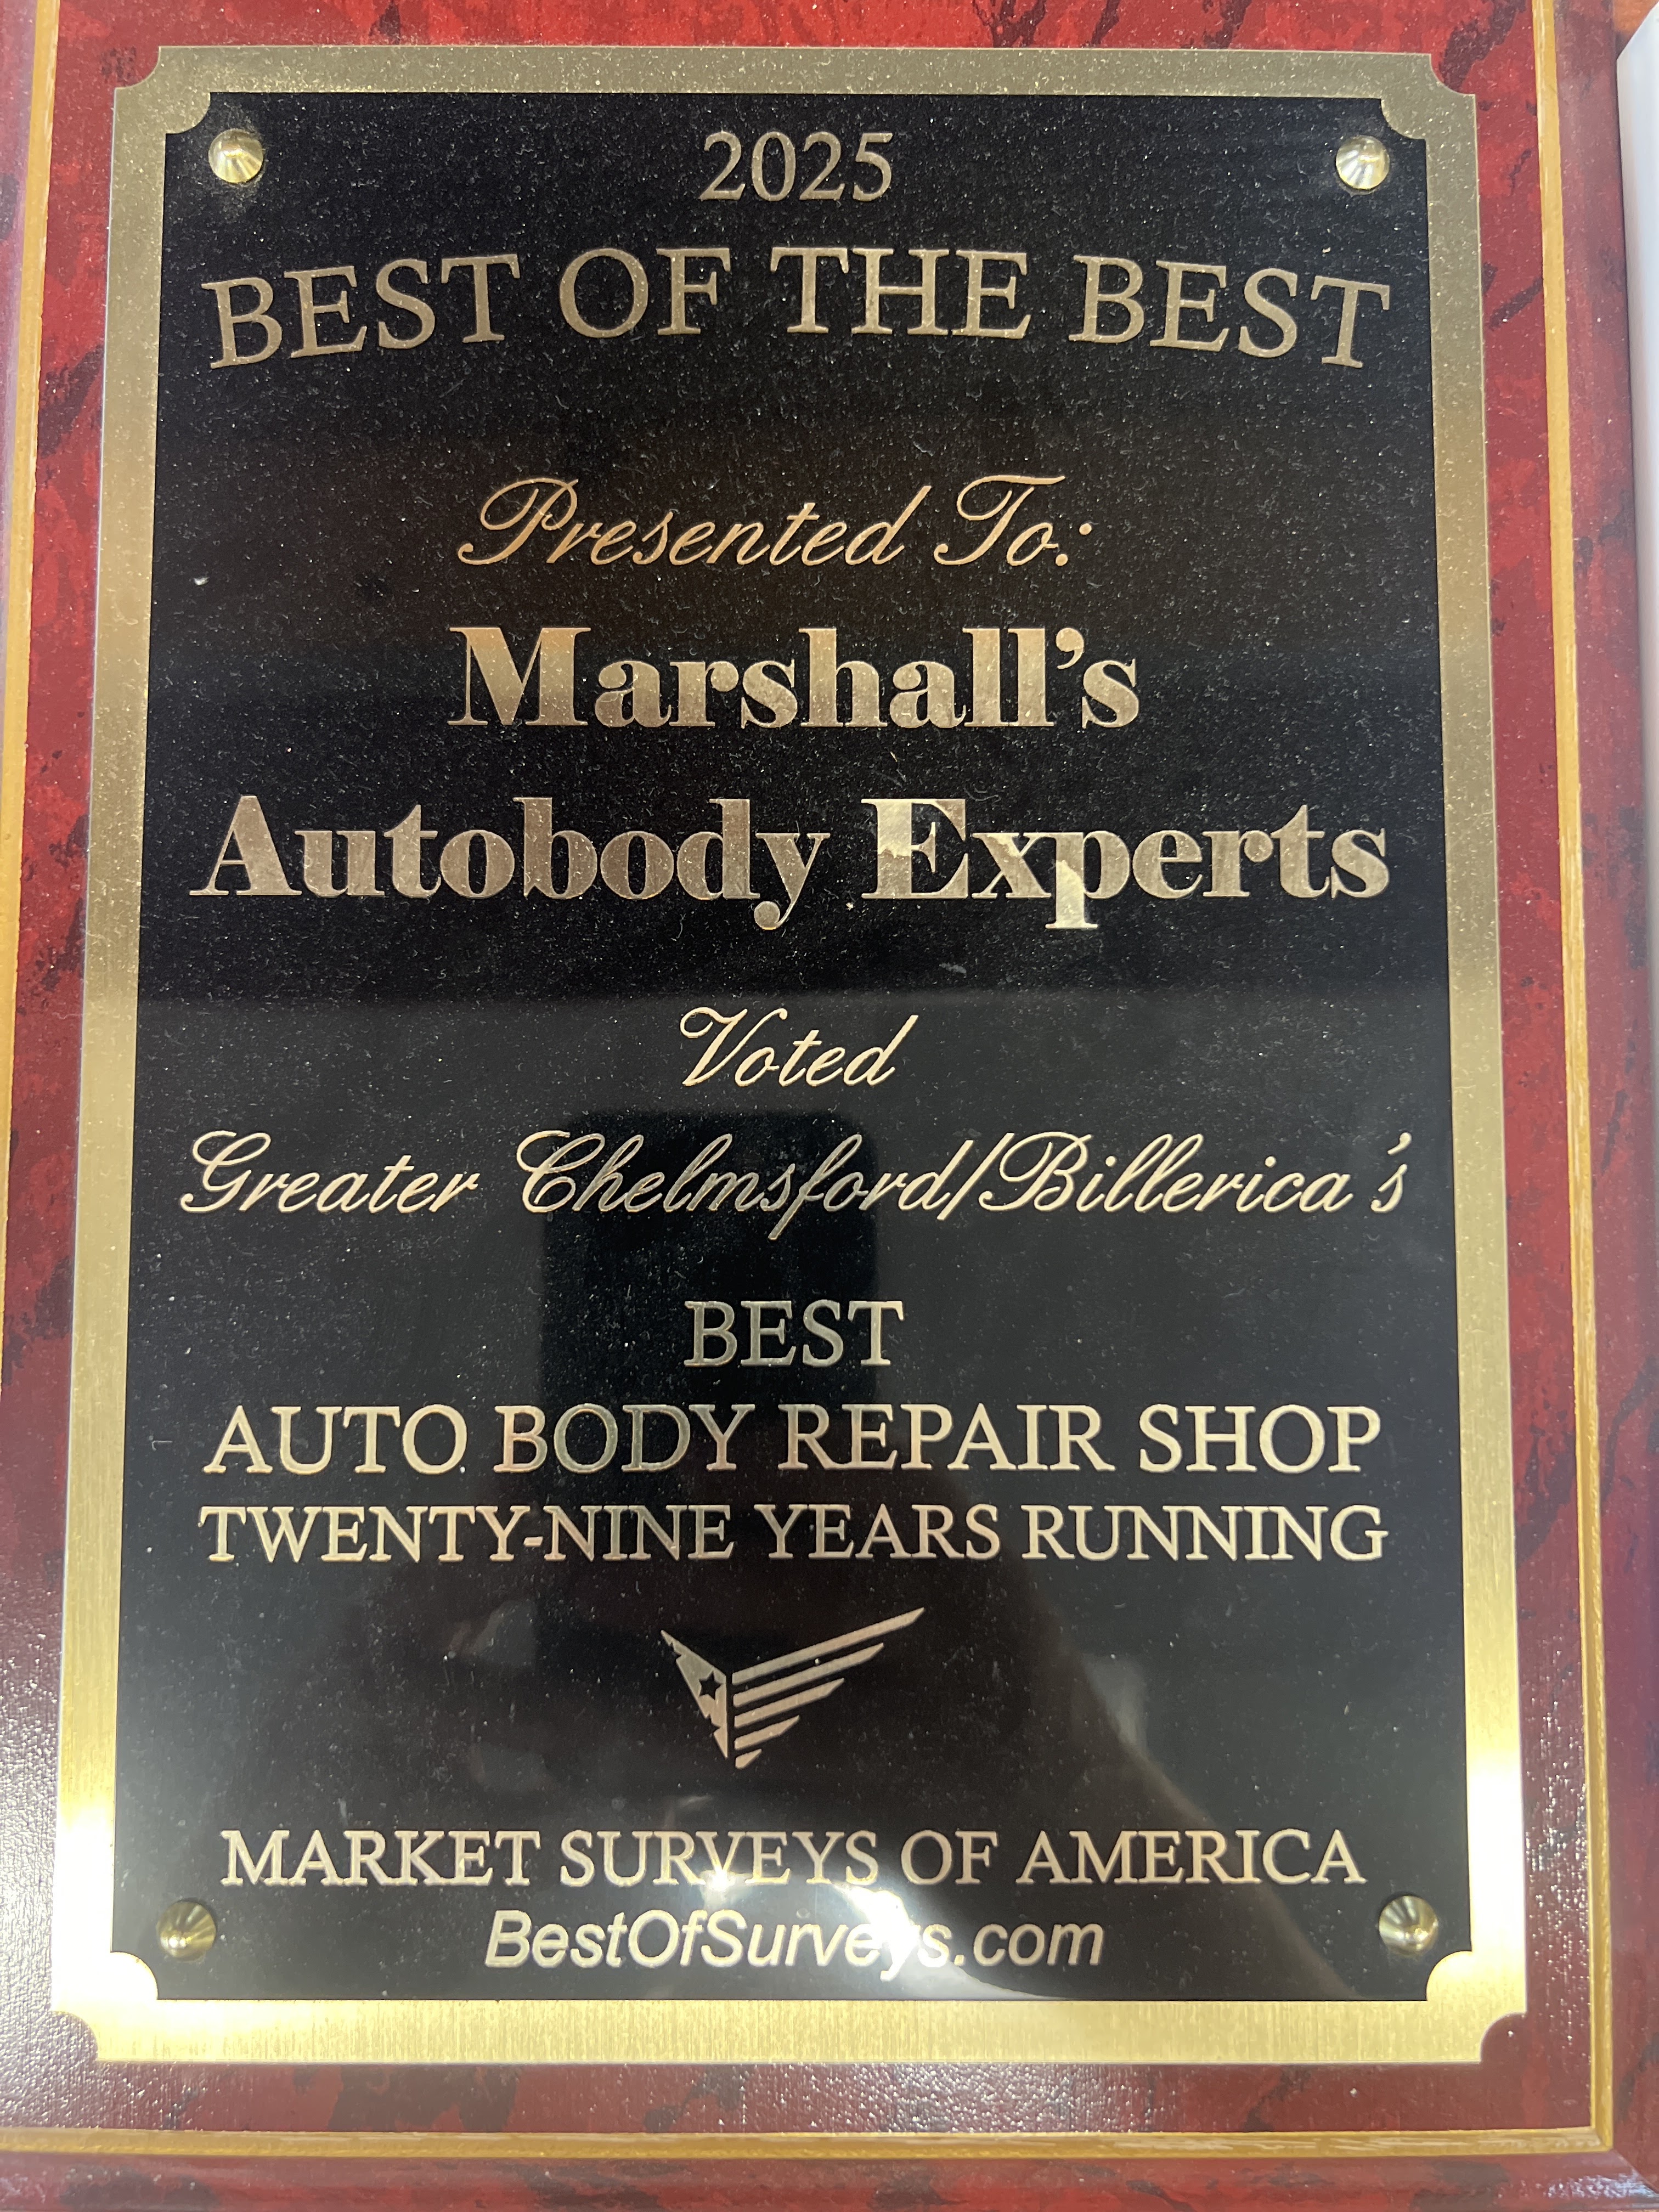 2025
BEST OF THE BEST
Presented To:
Marshall's
Autobody Experts
Voted
Greater Chelmsford/Billerica's
BEST
AUTO BODY REPAIR SHOP
TWENTY-NINE YEARS RUNNING
MARKET SURVEYS OF AMERICA
BestOfSurveys.com